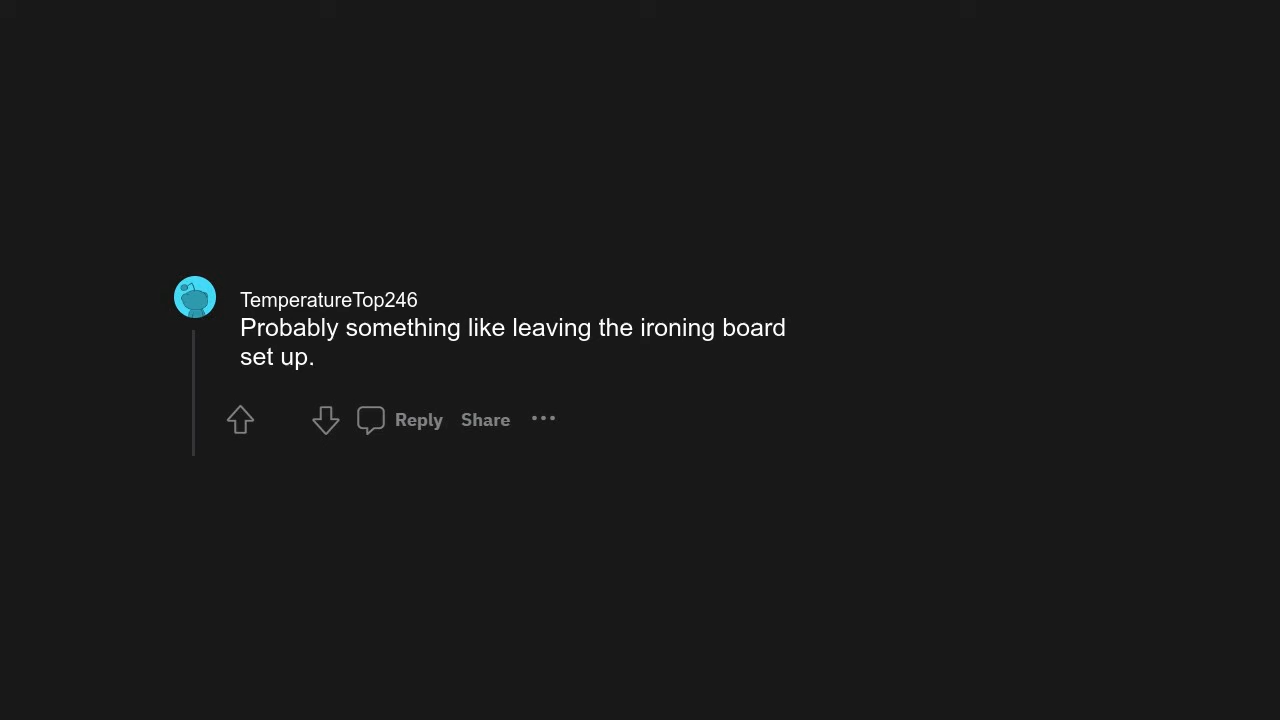 TemperatureTop246
Probably something like leaving the ironing board
set up.
Reply Share